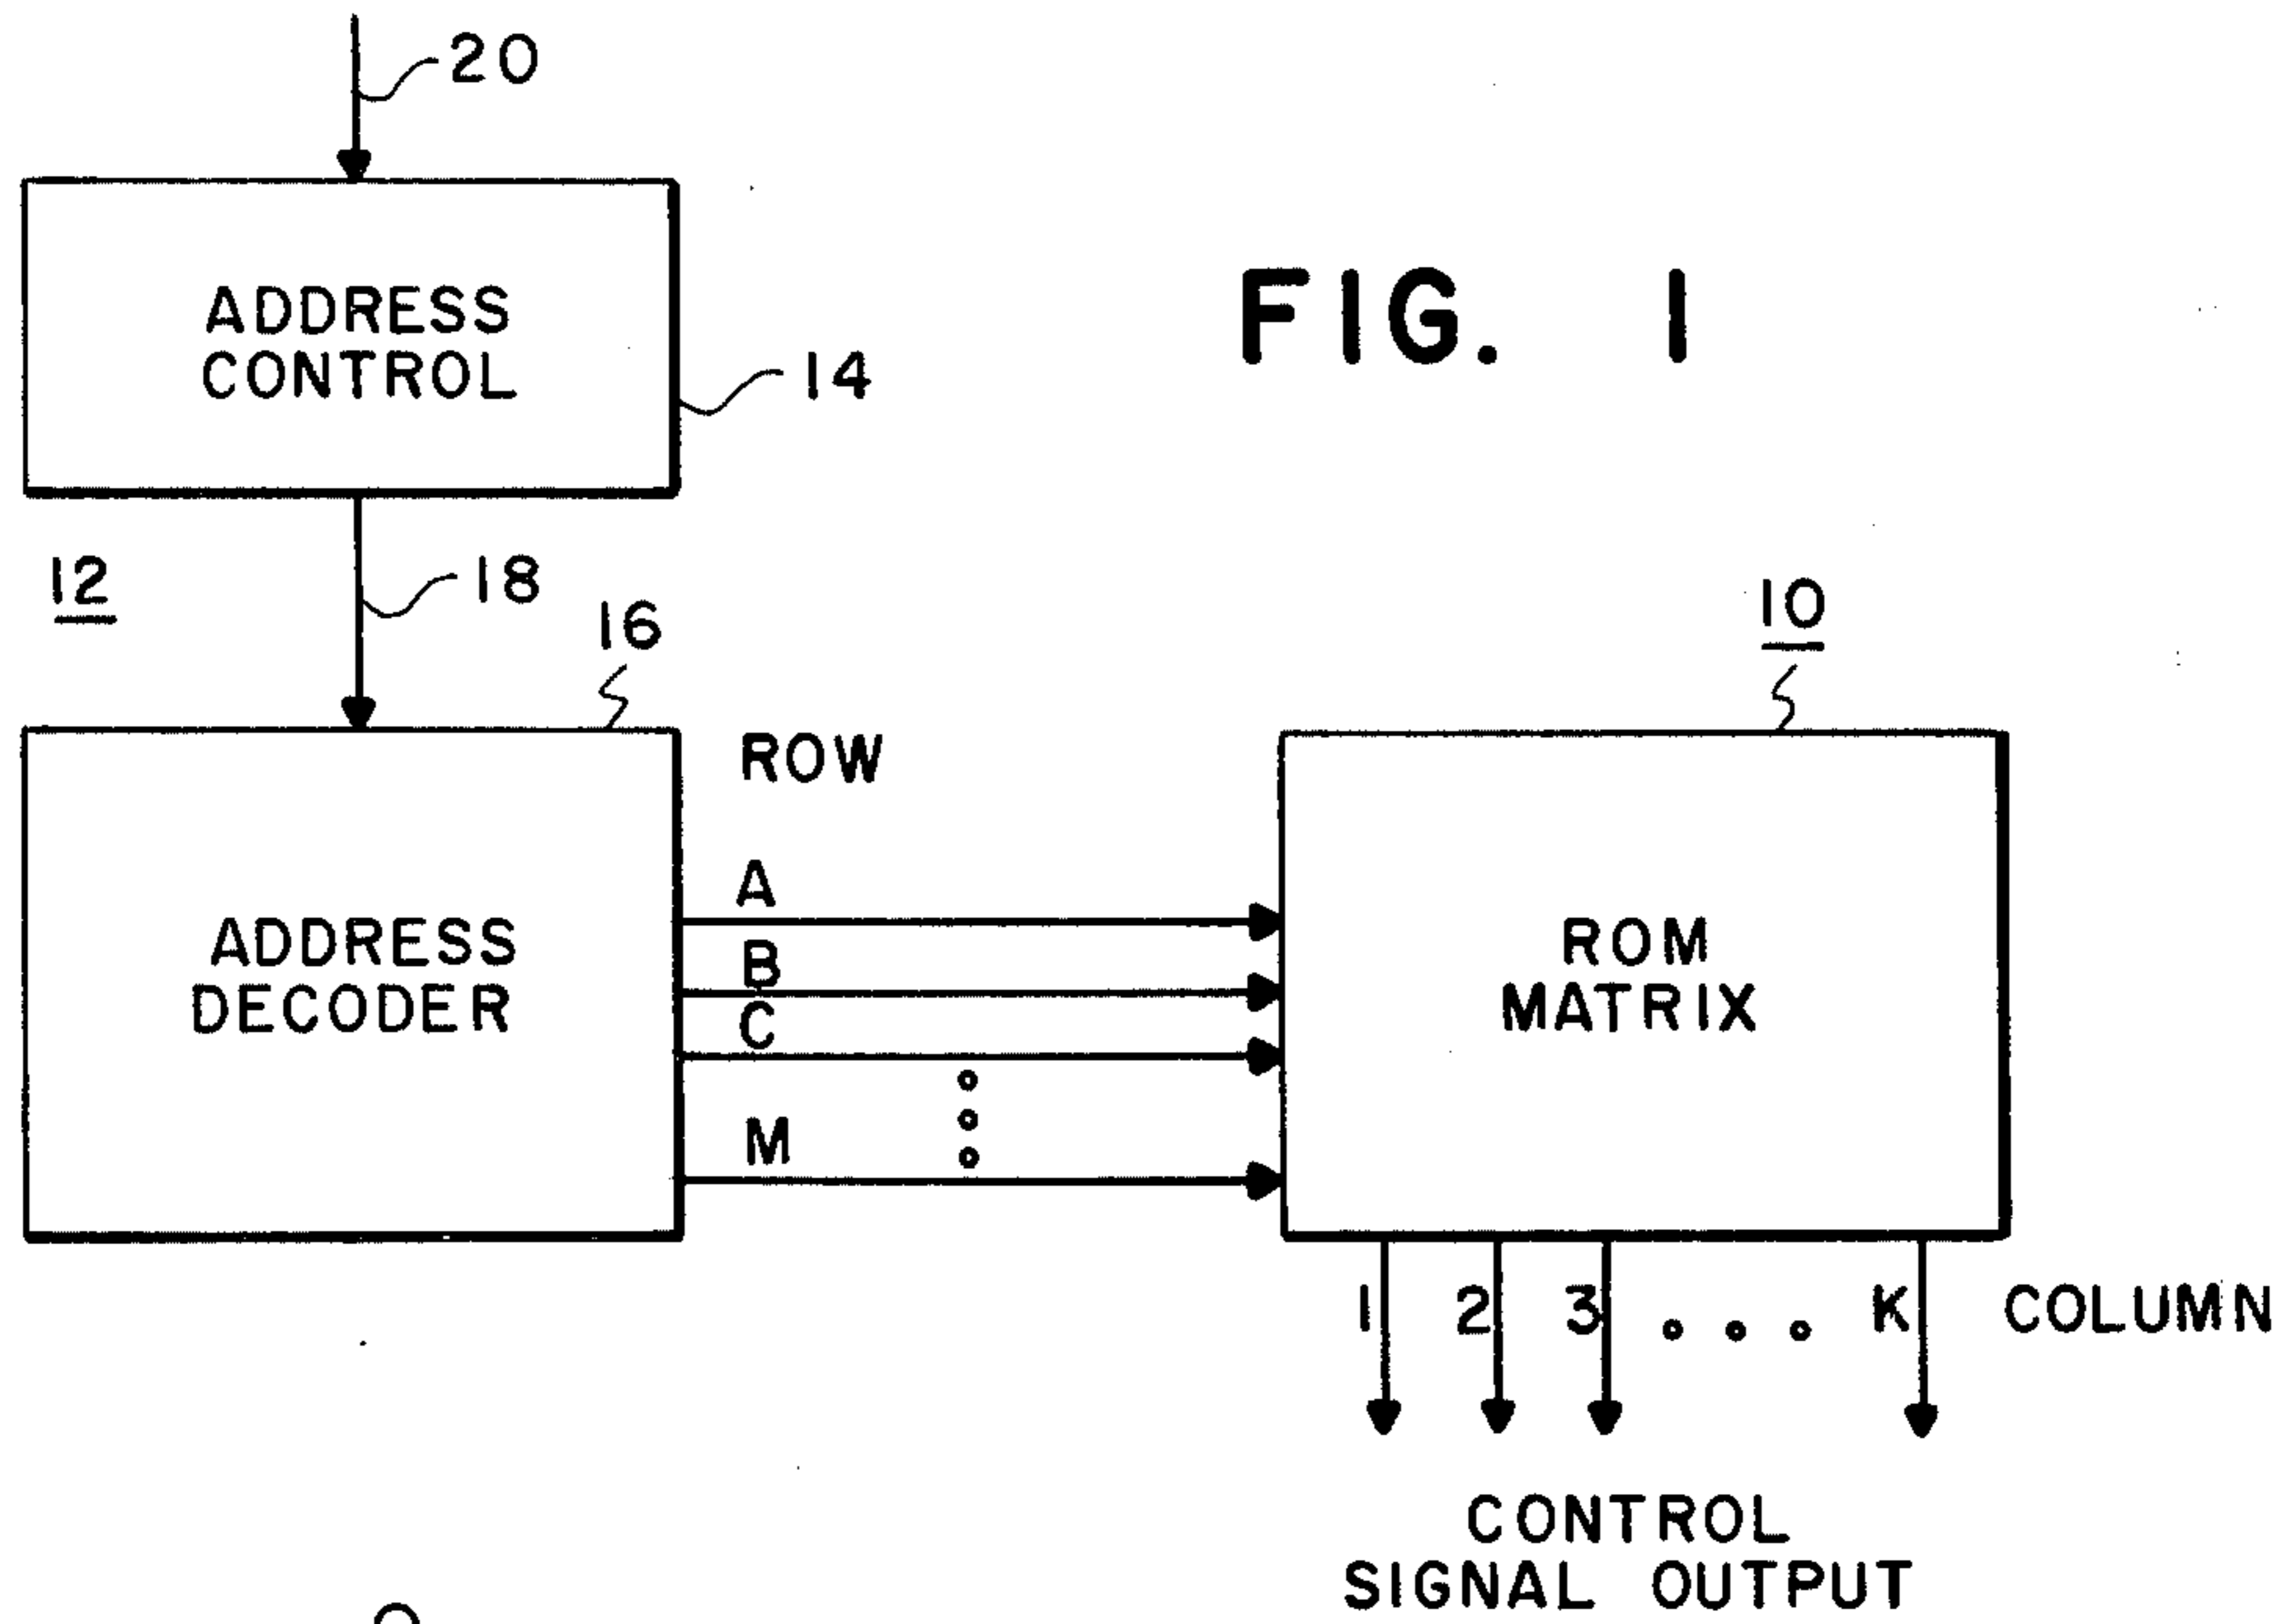 20
ADDRESS
CONTROL
14
FIG. 1
12
18
16
10
ROW
A
B
C
M
ADDRESS
DECODER
ROM
MATRIX
1 2 3 K COLUMN
CONTROL
SIGNAL OUTPUT